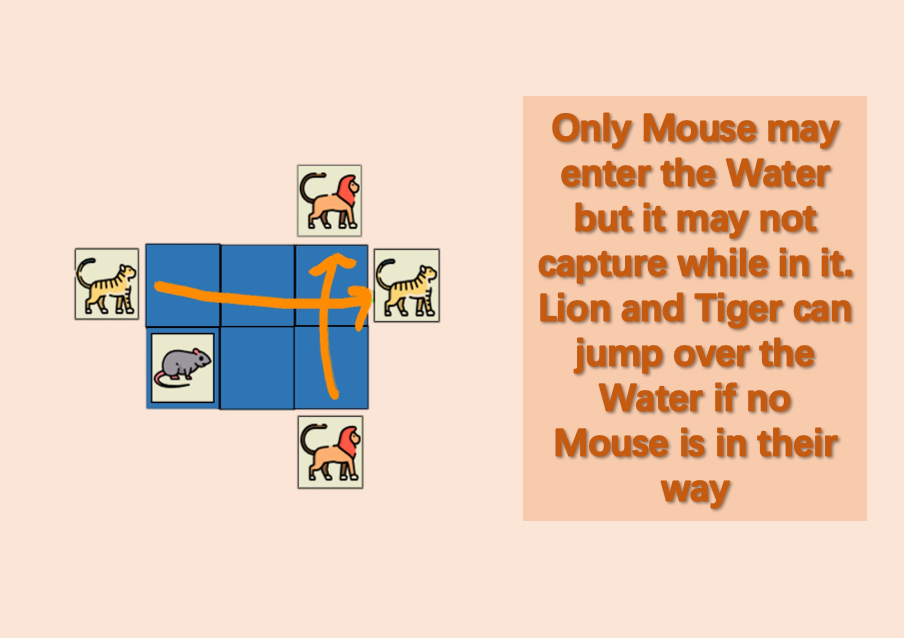 Only Mouse may
enter the Water
but it may not
capture while in it.
Lion and Tiger can
jump over the
Water if no
Mouse is in their
way